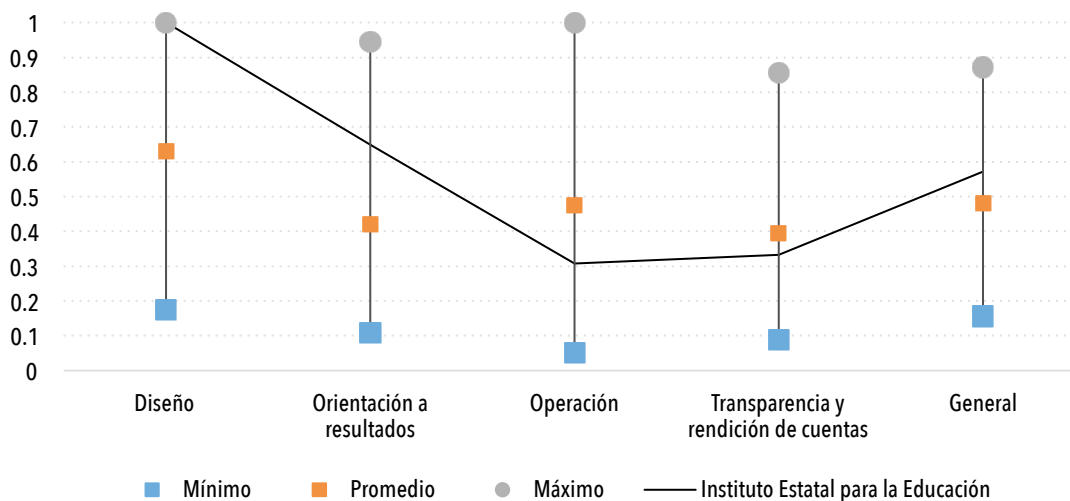 1
0.9
0.8
0.7
0.6
0.5
0.4
0.3
0.2
0.1
0
Diseño
Orientación a
resultados
Operación
Transparencia y
rendición de cuentas
General
Mínimo
Promedio
Máximo
Instituto Estatal para la Educación